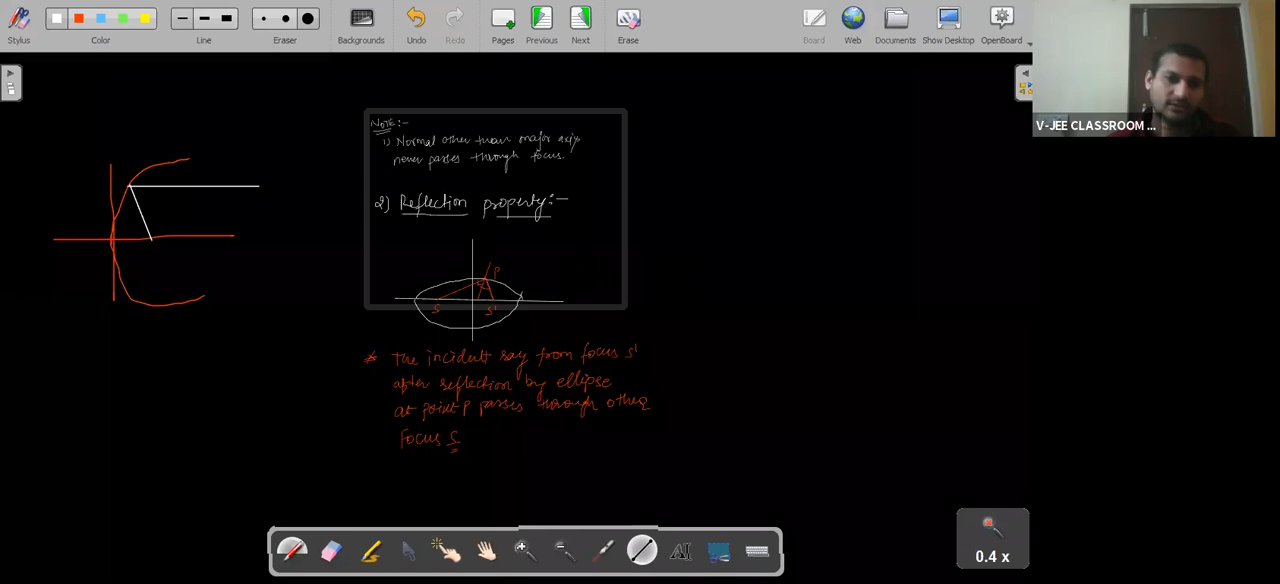 Stylus
Color
Line
Eraser
Backgrounds
Undo
Redo
Pages
Previous
Next
Erase
Board
Web
Documents
Show Desktop
OpenBoard
V-JEE CLASSROOM ...
NOTE:-
1) Normal other than major axis
never passes through focus.
2) Reflection property:-
P
S
S'
* The incident ray from focus S'
after reflection by ellipse
at point P passes through other
focus S
AI
0.4 x